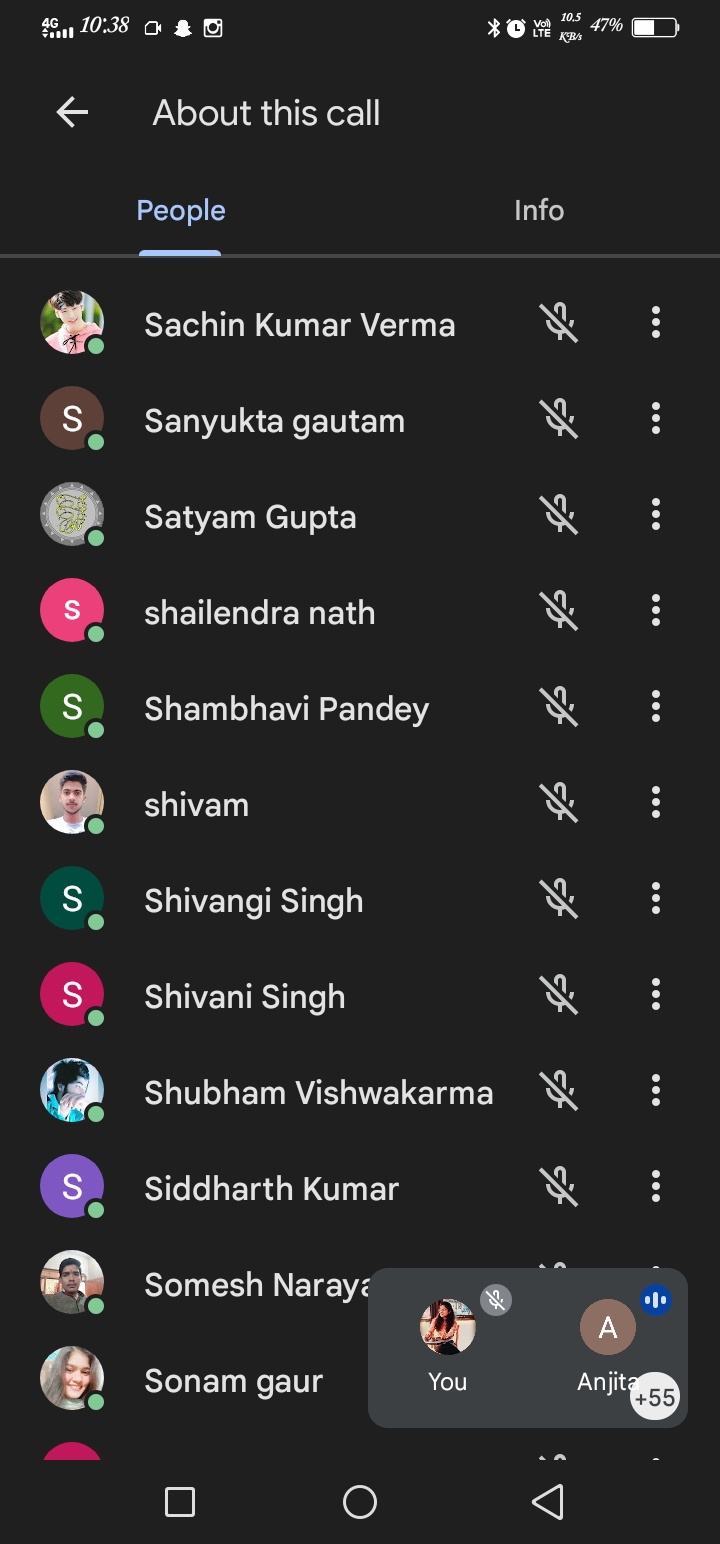 4G 10:38 Vo) LTE 10.5 KB/s 47%
About this call
People Info
Sachin Kumar Verma
S Sanyukta gautam
Satyam Gupta
s shailendra nath
S Shambhavi Pandey
shivam
S Shivangi Singh
S Shivani Singh
Shubham Vishwakarma
S Siddharth Kumar
Somesh Naraya
A
Sonam gaur You Anjita
+55